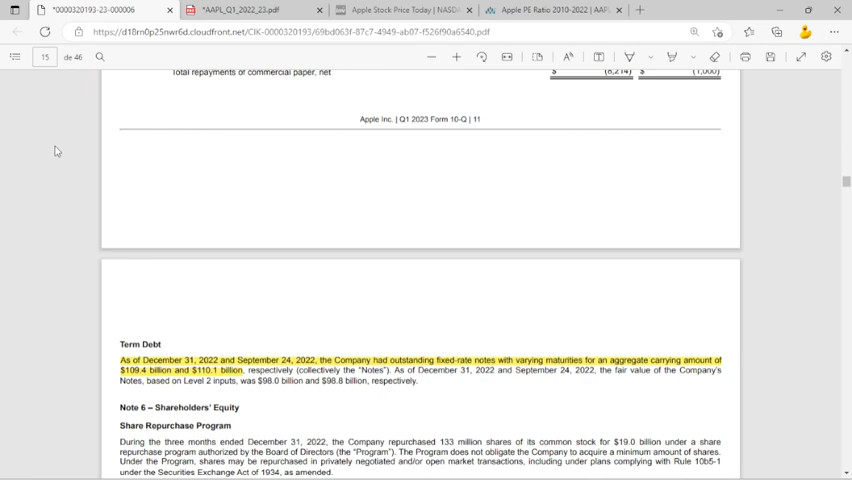 *0000320193-23-000006
*AAPL_Q1_2022_23.pdf
Apple Stock Price Today | NASDA
Apple PE Ratio 2010-2022 | AAPL
https://d18rn0p25nwr6d.cloudfront.net/CIK-0000320193/69bd063f-87c7-4949-ab07-f526f90a6540.pdf
15 de 46
Total repayments of commercial paper, net $ (8,214) $ (1,000)
Apple Inc. | Q1 2023 Form 10-Q | 11
Term Debt
As of December 31, 2022 and September 24, 2022, the Company had outstanding fixed-rate notes with varying maturities for an aggregate carrying amount of
$109.4 billion and $110.1 billion, respectively (collectively the “Notes”). As of December 31, 2022 and September 24, 2022, the fair value of the Company’s
Notes, based on Level 2 inputs, was $98.0 billion and $98.8 billion, respectively.
Note 6 – Shareholders’ Equity
Share Repurchase Program
During the three months ended December 31, 2022, the Company repurchased 133 million shares of its common stock for $19.0 billion under a share
repurchase program authorized by the Board of Directors (the “Program”). The Program does not obligate the Company to acquire a minimum amount of shares.
Under the Program, shares may be repurchased in privately negotiated and/or open market transactions, including under plans complying with Rule 10b5-1
under the Securities Exchange Act of 1934, as amended.